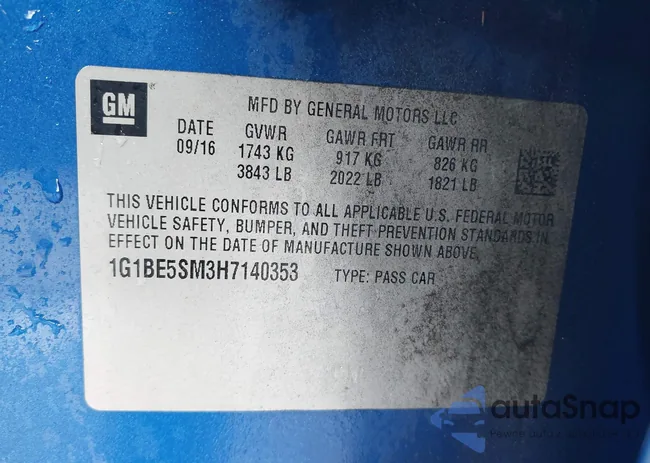 GM
MFD BY GENERAL MOTORS LLC
DATE GVWR GAWR FRT GAWR RR
09/16 1743 KG 917 KG 826 KG
3843 LB 2022 LB 1821 LB
THIS VEHICLE CONFORMS TO ALL APPLICABLE U.S. FEDERAL MOTOR
VEHICLE SAFETY, BUMPER, AND THEFT PREVENTION STANDARDS IN
EFFECT ON THE DATE OF MANUFACTURE SHOWN ABOVE.
1G1BE5SM3H7140353 TYPE: PASS CAR
GM
autoSnap